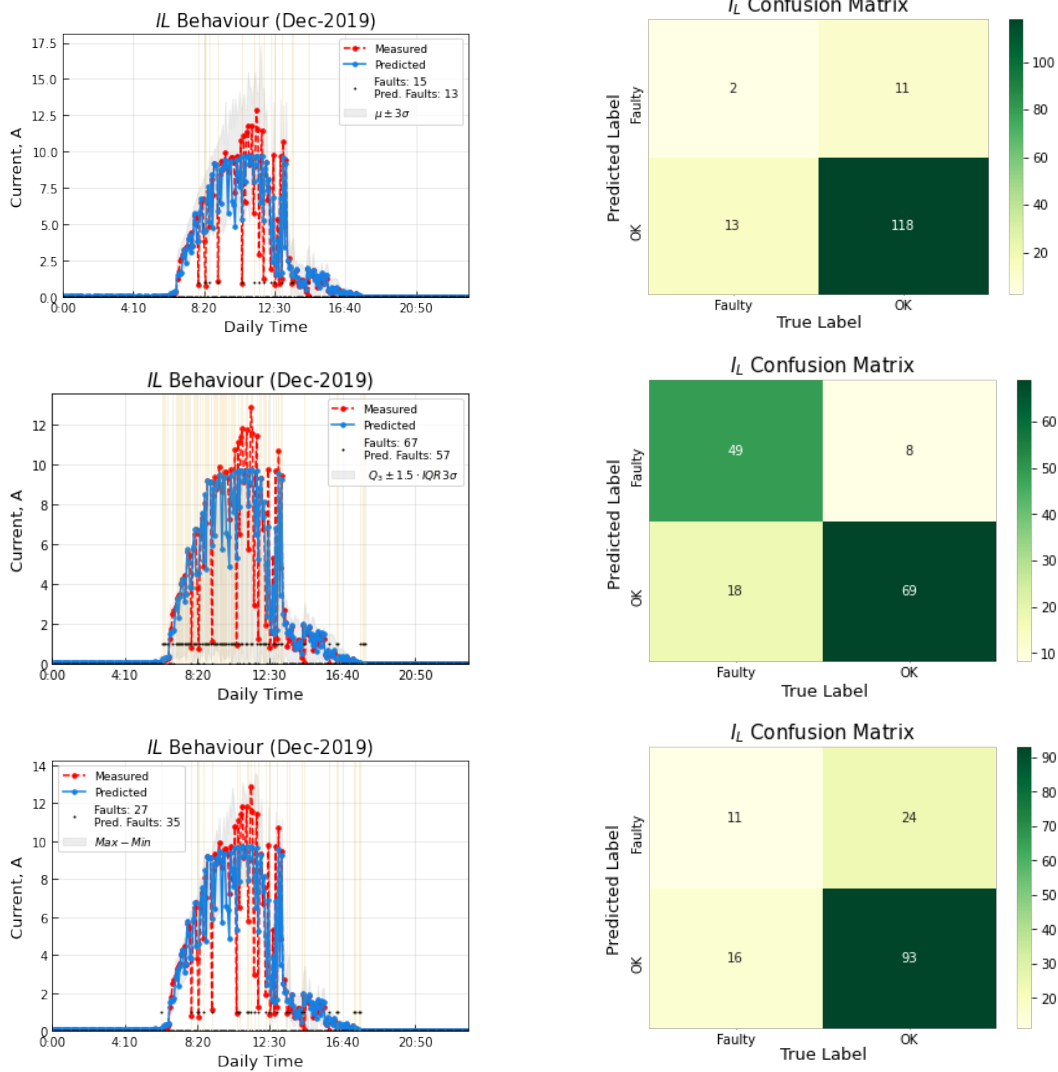 IL Behaviour (Dec-2019)
Current, A
17.5
15.0
12.5
10.0
7.5
5.0
2.5
0.0
Measured
Predicted
Faults: 15
Pred. Faults: 13
μ ± 3σ
0:00 4:10 8:20 12:30 16:40 20:50
Daily Time
I_L Confusion Matrix
Predicted Label
Faulty
OK
2 11
13 118
Faulty OK
True Label
100
80
60
40
20
IL Behaviour (Dec-2019)
Current, A
12
10
8
6
4
2
0
Measured
Predicted
Faults: 67
Pred. Faults: 57
Q₃ ± 1.5 · IQR3σ
0:00 4:10 8:20 12:30 16:40 20:50
Daily Time
I_L Confusion Matrix
Predicted Label
Faulty
OK
49 8
18 69
Faulty OK
True Label
60
50
40
30
20
10
IL Behaviour (Dec-2019)
Current, A
14
12
10
8
6
4
2
0
Measured
Predicted
Faults: 27
Pred. Faults: 35
Max − Min
0:00 4:10 8:20 12:30 16:40 20:50
Daily Time
I_L Confusion Matrix
Predicted Label
Faulty
OK
11 24
16 93
Faulty OK
True Label
90
80
70
60
50
40
30
20